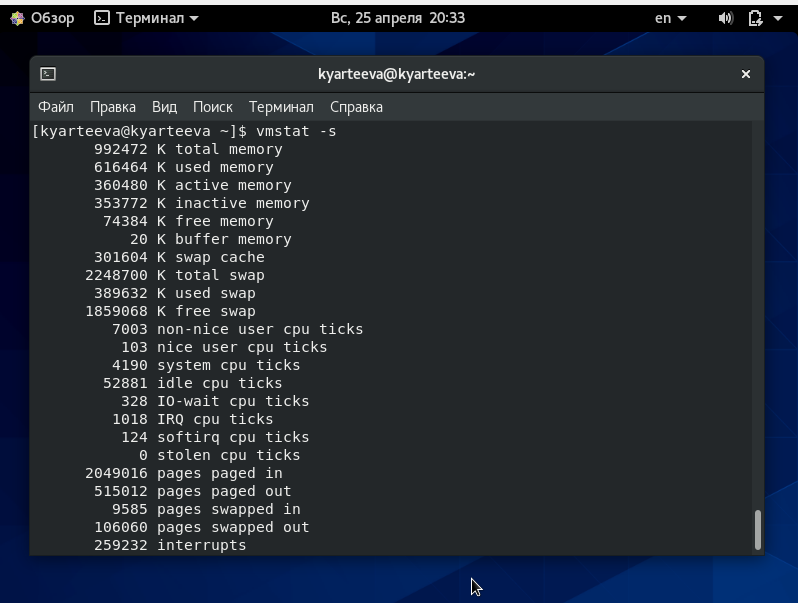 Обзор Терминал Вс, 25 апреля 20:33 en
kyarteeva@kyarteeva:~
Файл Правка Вид Поиск Терминал Справка
[kyarteeva@kyarteeva ~]$ vmstat -s
992472 K total memory
616464 K used memory
360480 K active memory
353772 K inactive memory
74384 K free memory
20 K buffer memory
301604 K swap cache
2248700 K total swap
389632 K used swap
1859068 K free swap
7003 non-nice user cpu ticks
103 nice user cpu ticks
4190 system cpu ticks
52881 idle cpu ticks
328 IO-wait cpu ticks
1018 IRQ cpu ticks
124 softirq cpu ticks
0 stolen cpu ticks
2049016 pages paged in
515012 pages paged out
9585 pages swapped in
106060 pages swapped out
259232 interrupts